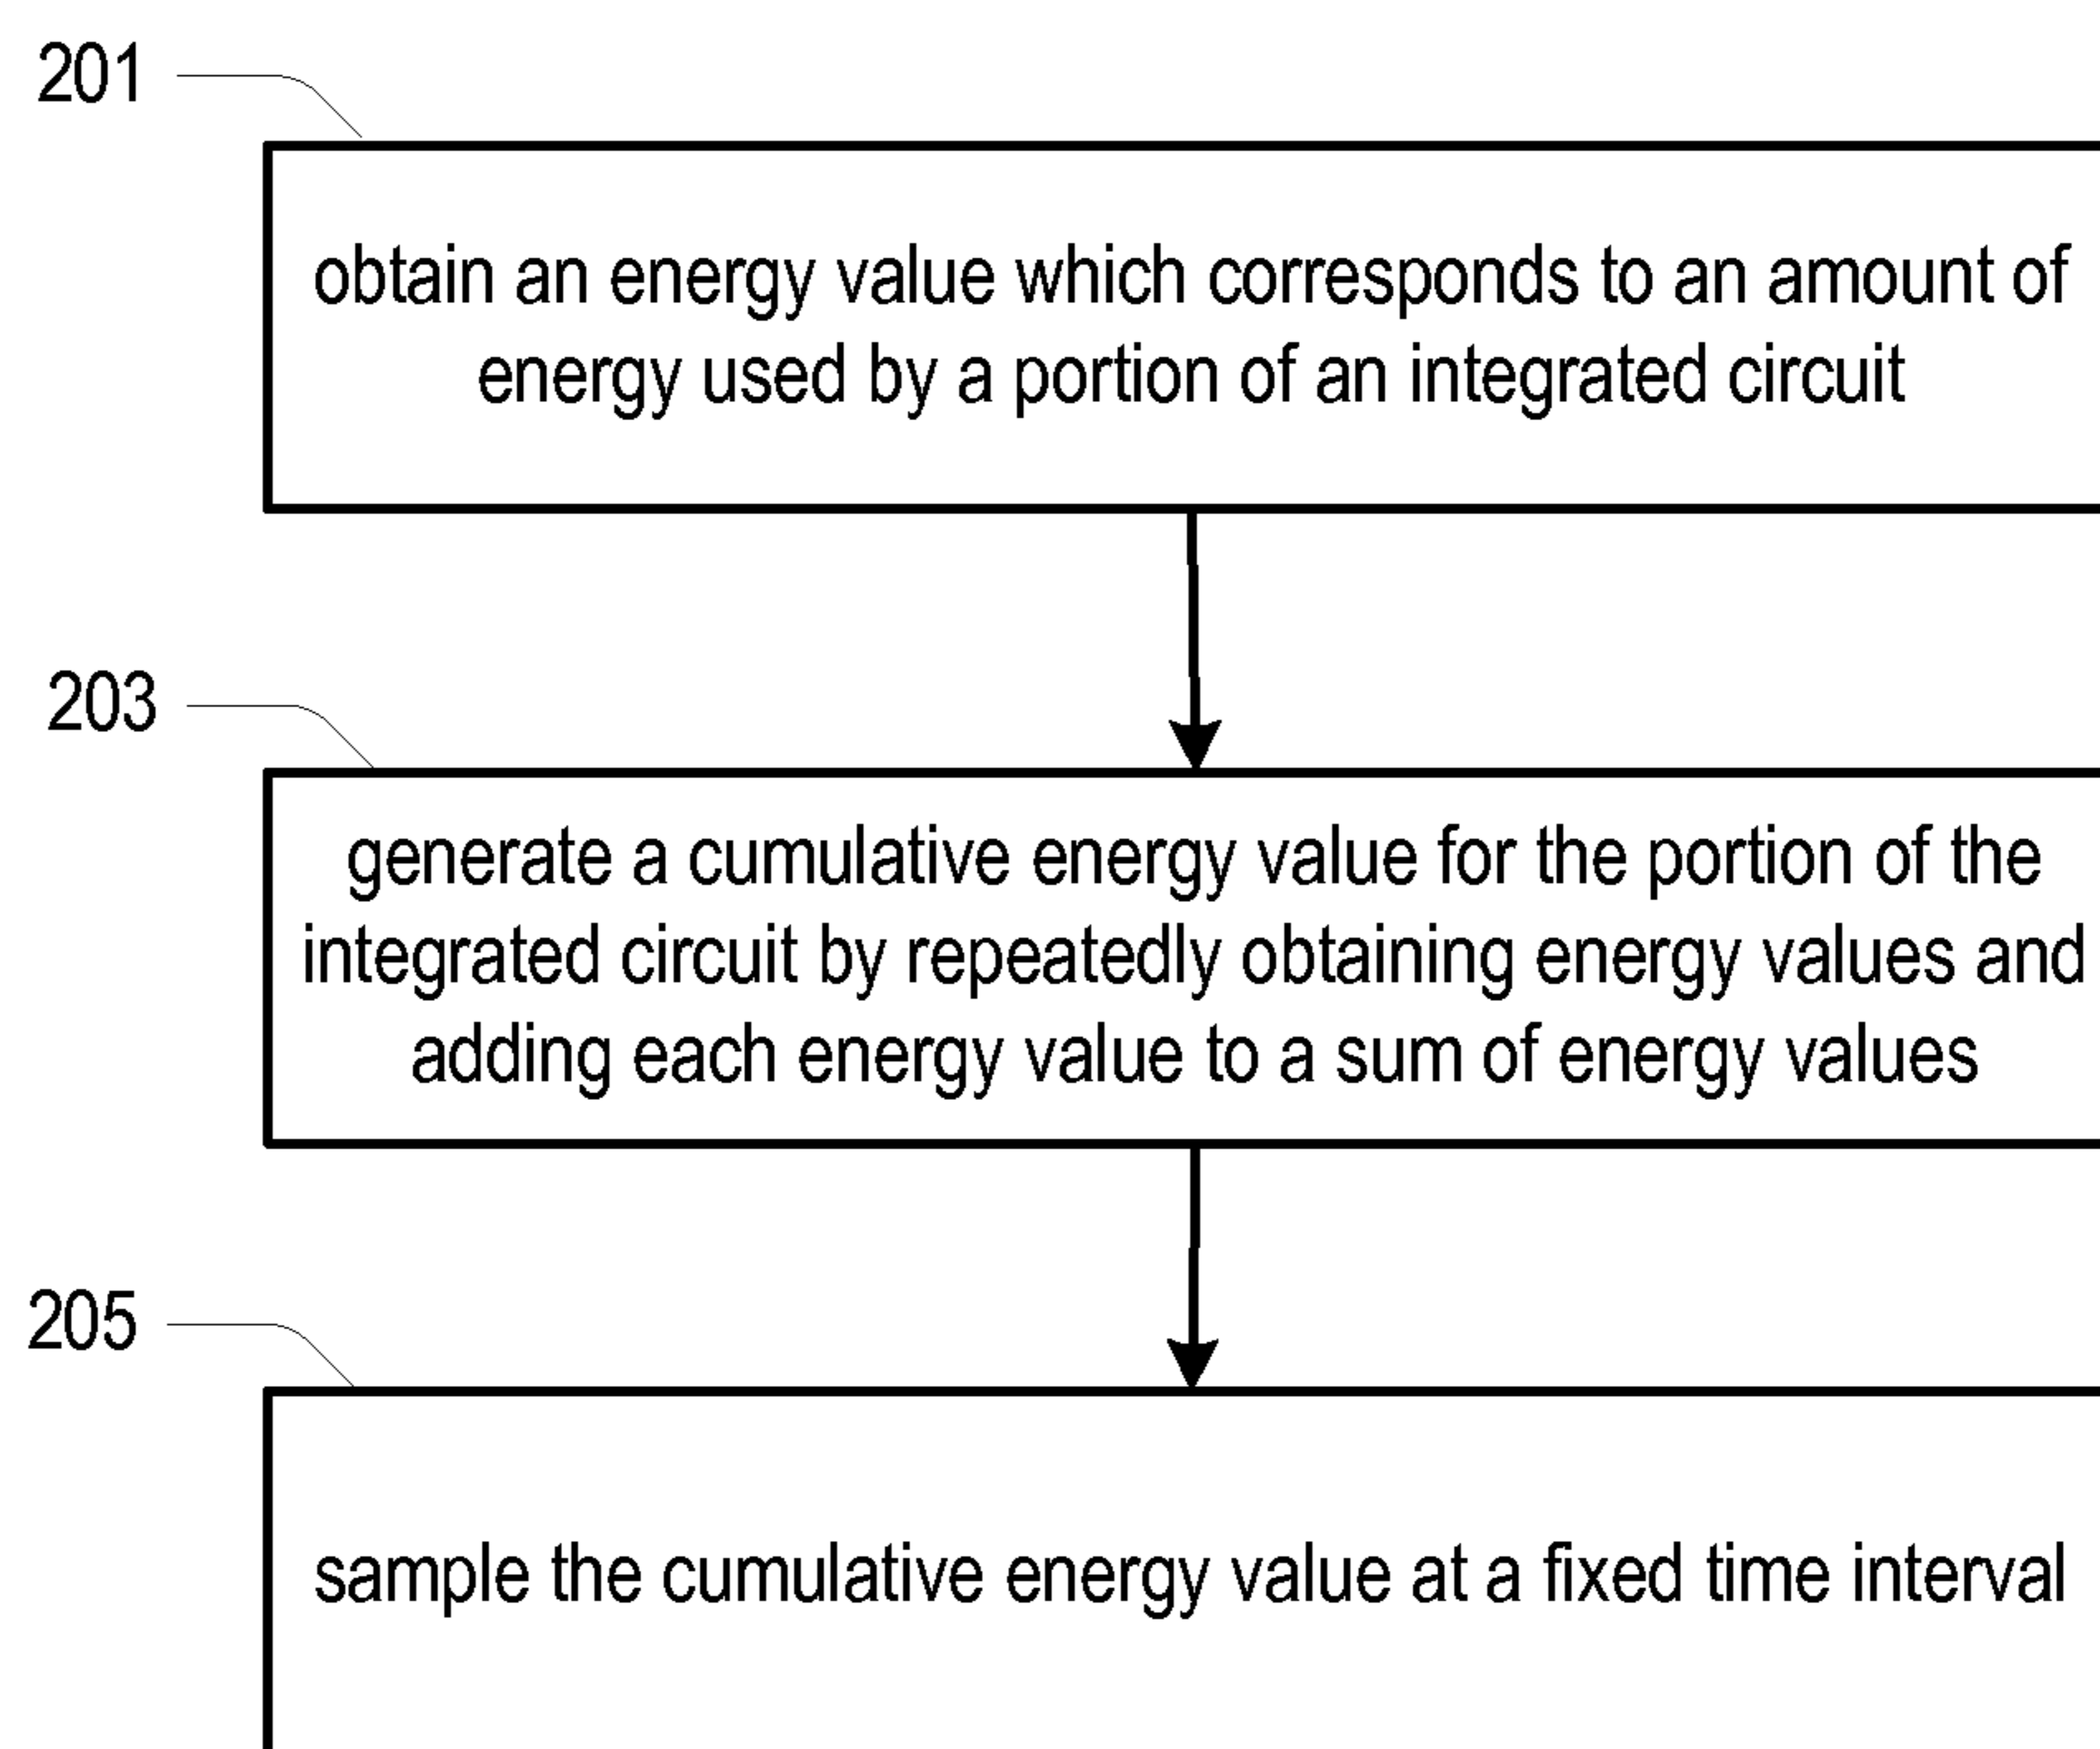 201
obtain an energy value which corresponds to an amount of
energy used by a portion of an integrated circuit
203
generate a cumulative energy value for the portion of the
integrated circuit by repeatedly obtaining energy values and
adding each energy value to a sum of energy values
205
sample the cumulative energy value at a fixed time interval